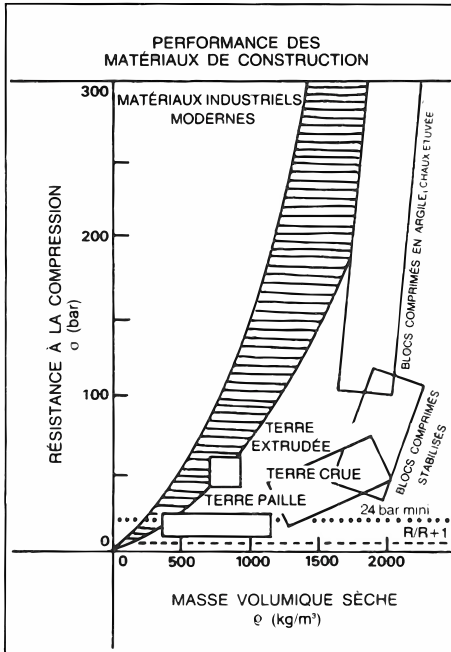 PERFORMANCE DES
MATÉRIAUX DE CONSTRUCTION
300
MATÉRIAUX INDUSTRIELS
MODERNES
200
100
0
RÉSISTANCE À LA COMPRESSION
σ (bar)
BLOCS COMPRIMÉS EN ARGILE, CHAUX ETUVÉE
BLOCS COMPRIMÉS
STABILISÉS
TERRE
EXTRUDÉE
TERRE CRUE
TERRE PAILLE
24 bar mini
R/R+1
0
500
1000
1500
2000
MASSE VOLUMIQUE SÈCHE
ϱ (kg/m³)